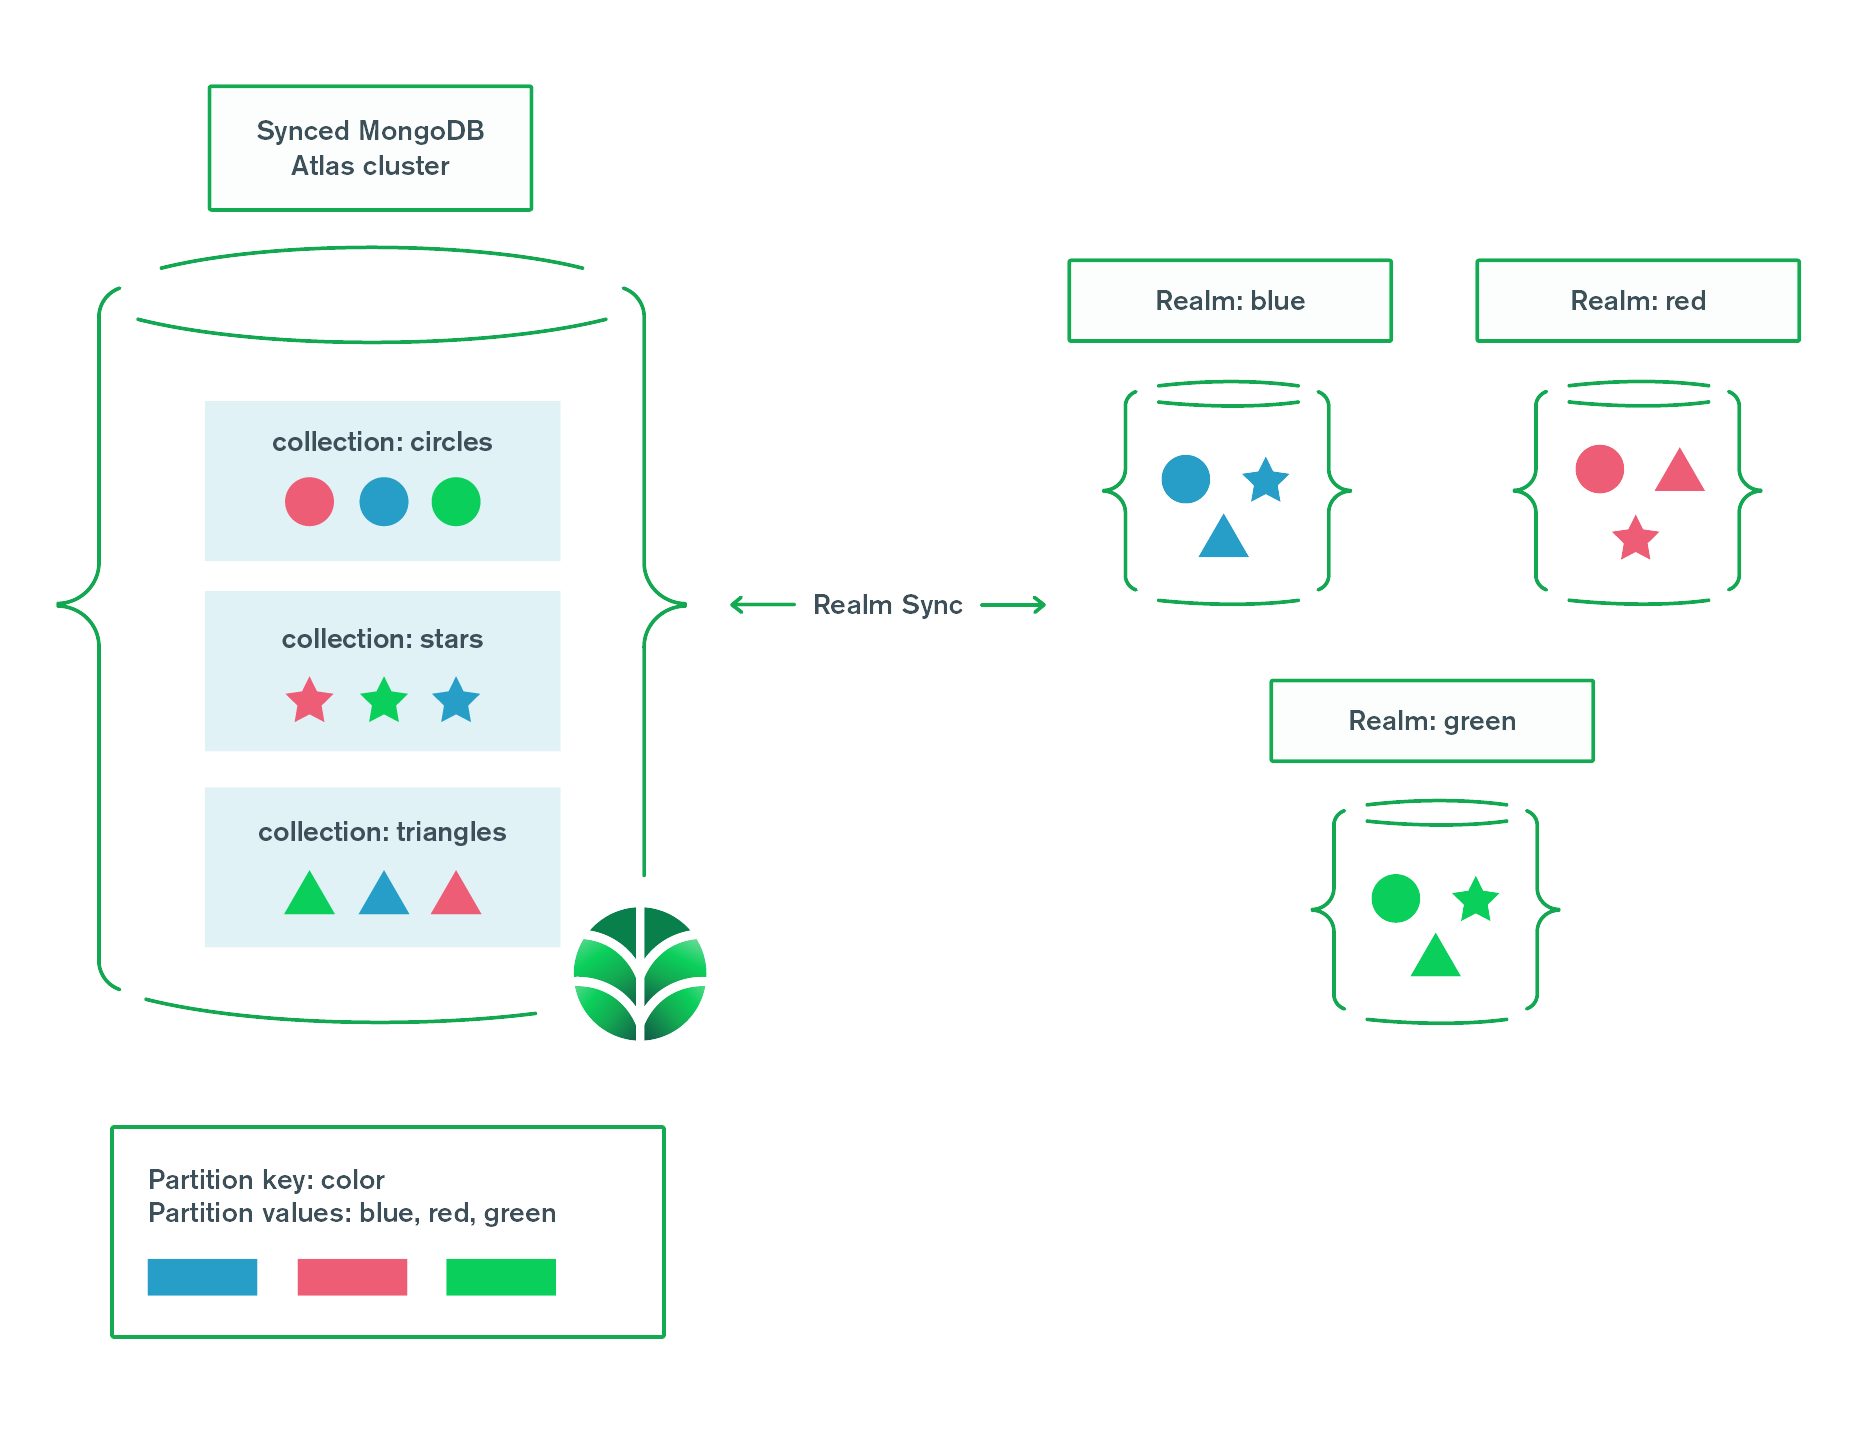 Synced MongoDB
Atlas cluster
collection: circles
collection: stars
collection: triangles
Realm Sync
Realm: blue
Realm: red
Realm: green
Partition key: color
Partition values: blue, red, green